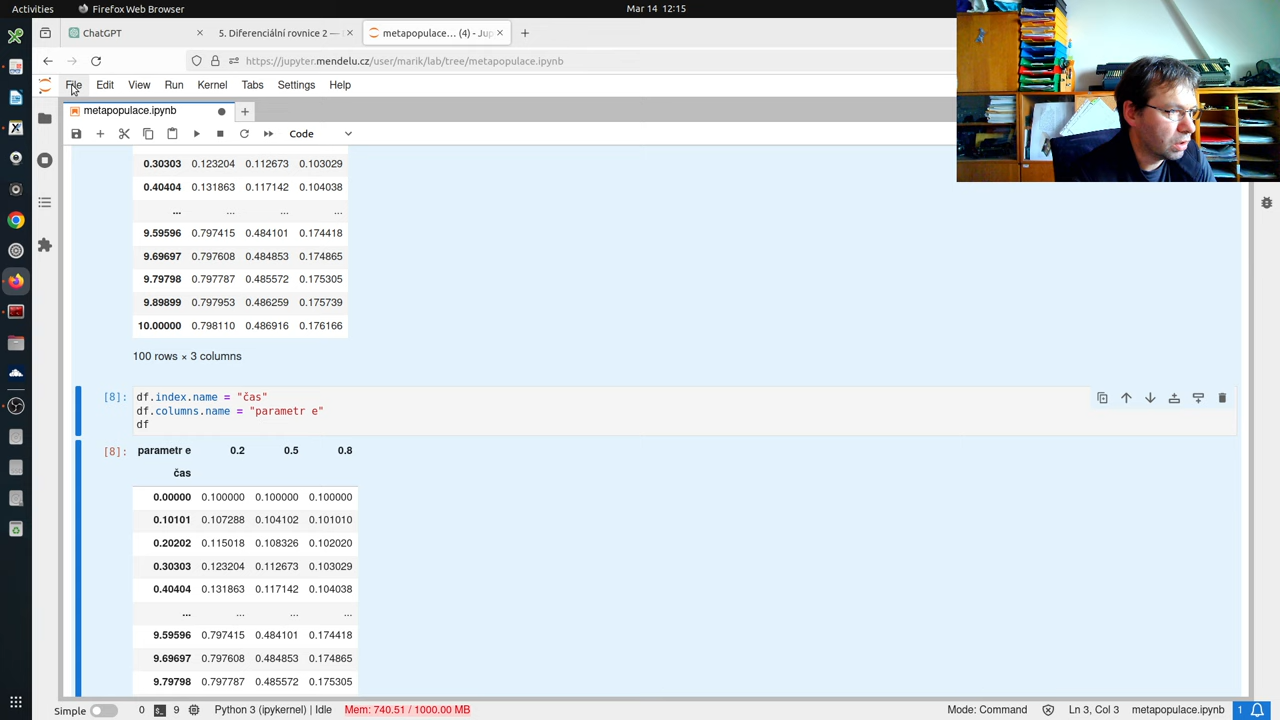 Activities
FireFox Web Browser
Mar 14 12:15
ChatGPT
5. Diferenciální rovnice 2
metapopulace... (4) - Jup
https://jupyter.mendelu.cz/user/marik/lab/tree/metapopulace.ipynb
File Edit View Run Kernel Tabs Settings Help
metapopulace.ipynb
Code
0.30303 0.123204 0.112673 0.103029
0.40404 0.131863 0.117142 0.104038
... ... ... ...
9.59596 0.797415 0.484101 0.174418
9.69697 0.797608 0.484853 0.174865
9.79798 0.797787 0.485572 0.175305
9.89899 0.797953 0.486259 0.175739
10.00000 0.798110 0.486916 0.176166
100 rows × 3 columns
[8]: df.index.name = "čas"
df.columns.name = "parametr e"
df
[8]: parametr e 0.2 0.5 0.8
čas
0.00000 0.100000 0.100000 0.100000
0.10101 0.107288 0.104102 0.101010
0.20202 0.115018 0.108326 0.102020
0.30303 0.123204 0.112673 0.103029
0.40404 0.131863 0.117142 0.104038
... ... ... ...
9.59596 0.797415 0.484101 0.174418
9.69697 0.797608 0.484853 0.174865
9.79798 0.797787 0.485572 0.175305
Simple 0 9 Python 3 (ipykernel) | Idle Mem: 740.51 / 1000.00 MB Mode: Command Ln 3, Col 3 metapopulace.ipynb 1